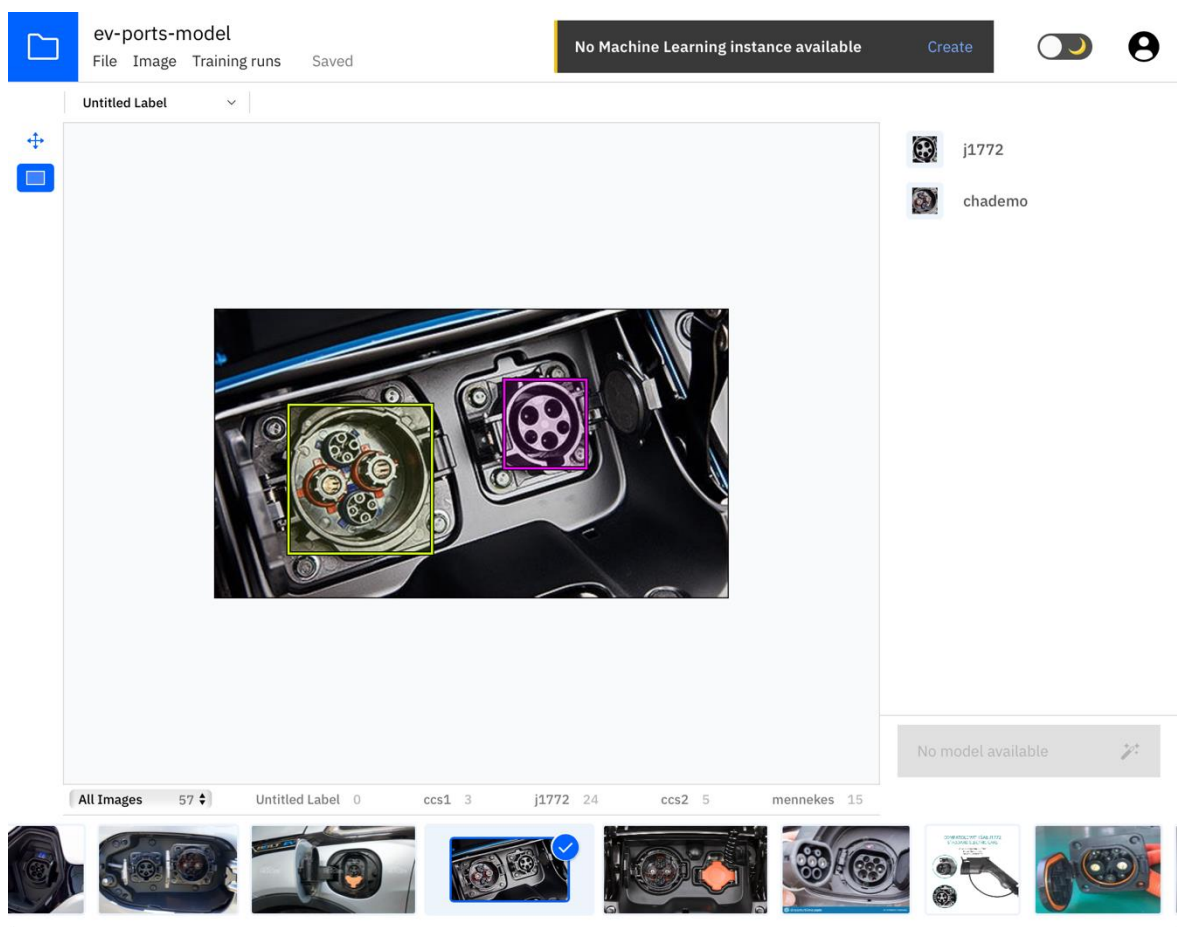 ev-ports-model
File Image Training runs Saved
No Machine Learning instance available Create
Untitled Label
j1772
chademo
No model available
All Images 57 Untitled Label 0 ccs1 3 j1772 24 ccs2 5 mennekes 15